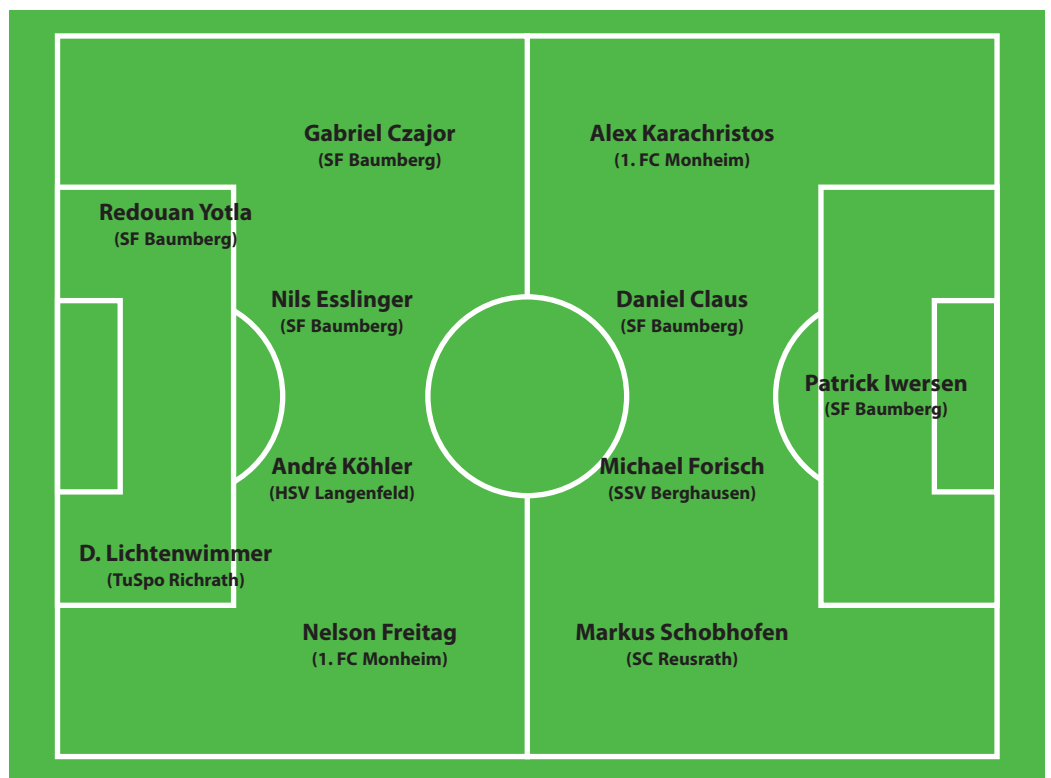 Gabriel Czajor
(SF Baumberg)
Alex Karachristos
(1. FC Monheim)
Redouan Yotla
(SF Baumberg)
Nils Esslinger
(SF Baumberg)
Daniel Claus
(SF Baumberg)
Patrick Iwersen
(SF Baumberg)
André Köhler
(HSV Langenfeld)
Michael Forisch
(SSV Berghausen)
D. Lichtenwimmer
(TuSpo Richrath)
Nelson Freitag
(1. FC Monheim)
Markus Schobhofen
(SC Reusrath)